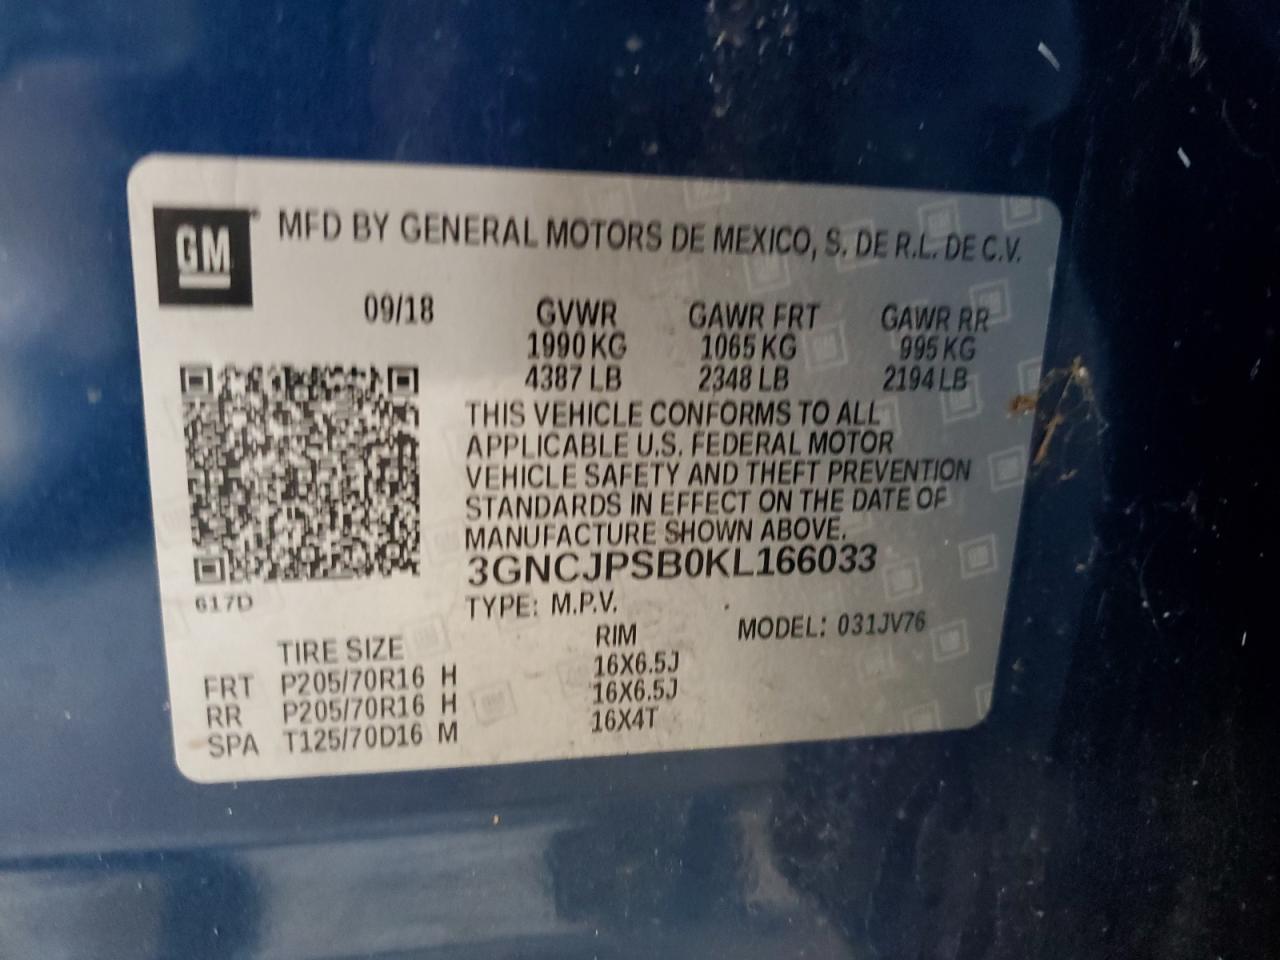 GM® MFD BY GENERAL MOTORS DE MEXICO, S. DE R.L. DE C.V.
09/18 GVWR GAWR FRT GAWR RR
1990 KG 1065 KG 995 KG
4387 LB 2348 LB 2194 LB
THIS VEHICLE CONFORMS TO ALL
APPLICABLE U.S. FEDERAL MOTOR
VEHICLE SAFETY AND THEFT PREVENTION
STANDARDS IN EFFECT ON THE DATE OF
MANUFACTURE SHOWN ABOVE.
3GNCJPSB0KL166033
617D
TYPE: M.P.V. MODEL: 031JV76
TIRE SIZE RIM
FRT P205/70R16 H 16X6.5J
RR P205/70R16 H 16X6.5J
SPA T125/70D16 M 16X4T